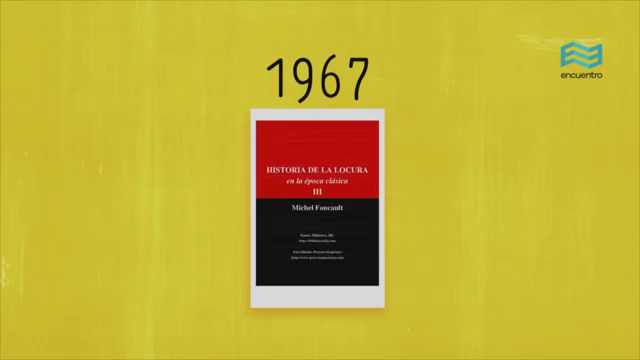 1967
encuentro
HISTORIA DE LA LOCURA
en la época clásica
III
Michel Foucault